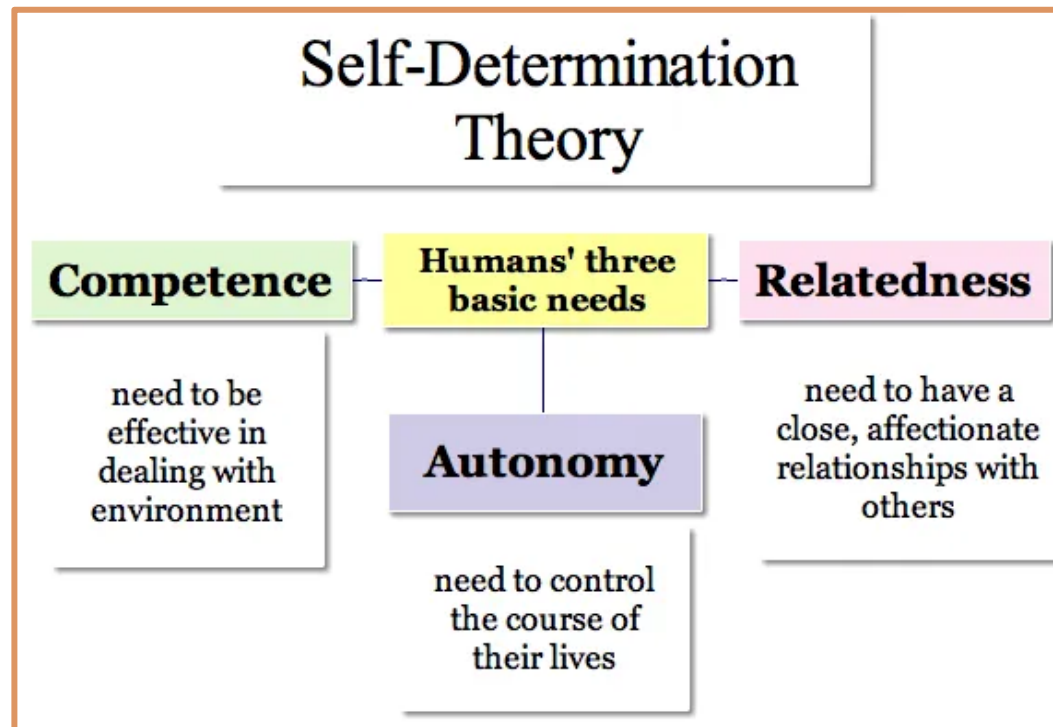 Self-Determination
Theory
Competence
Humans' three
basic needs
Relatedness
need to be
effective in
dealing with
environment
Autonomy
need to control
the course of
their lives
need to have a
close, affectionate
relationships with
others